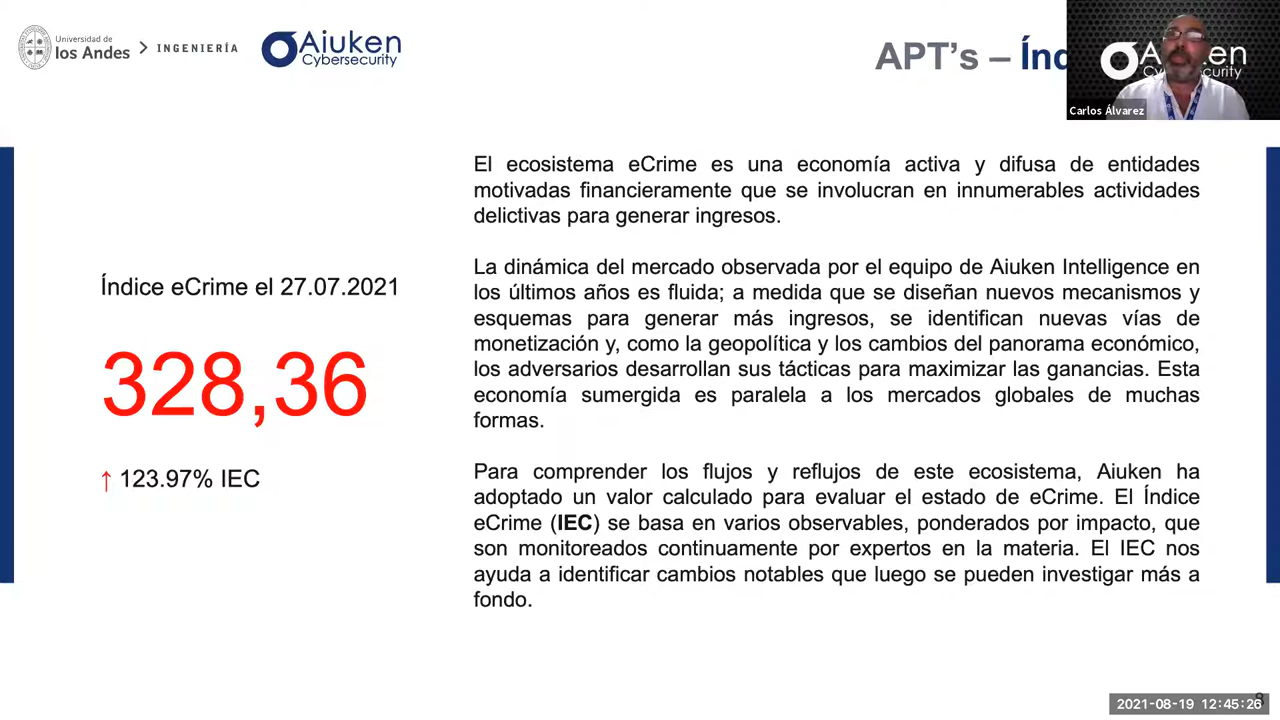 Universidad de
los Andes
INGENIERÍA
Aiuken
Cybersecurity
APT’s –
Carlos Álvarez
El ecosistema eCrime es una economía activa y difusa de entidades
motivadas financieramente que se involucran en innumerables actividades
delictivas para generar ingresos.
La dinámica del mercado observada por el equipo de Aiuken Intelligence en
los últimos años es fluida; a medida que se diseñan nuevos mecanismos y
esquemas para generar más ingresos, se identifican nuevas vías de
monetización y, como la geopolítica y los cambios del panorama económico,
los adversarios desarrollan sus tácticas para maximizar las ganancias. Esta
economía sumergida es paralela a los mercados globales de muchas
formas.
Para comprender los flujos y reflujos de este ecosistema, Aiuken ha
adoptado un valor calculado para evaluar el estado de eCrime. El Índice
eCrime (IEC) se basa en varios observables, ponderados por impacto, que
son monitoreados continuamente por expertos en la materia. El IEC nos
ayuda a identificar cambios notables que luego se pueden investigar más a
fondo.
Índice eCrime el 27.07.2021
328,36
↑ 123.97% IEC
2021-08-19 12:45:26